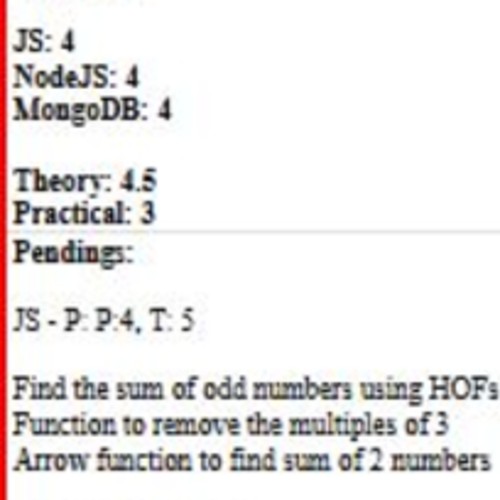 JS: 4
NodeJS: 4
MongoDB: 4
Theory: 4.5
Practical: 3
Pendings:
JS - P: P:4, T: 5
Find the sum of odd numbers using HOFs
Function to remove the multiples of 3
Arrow function to find sum of 2 numbers